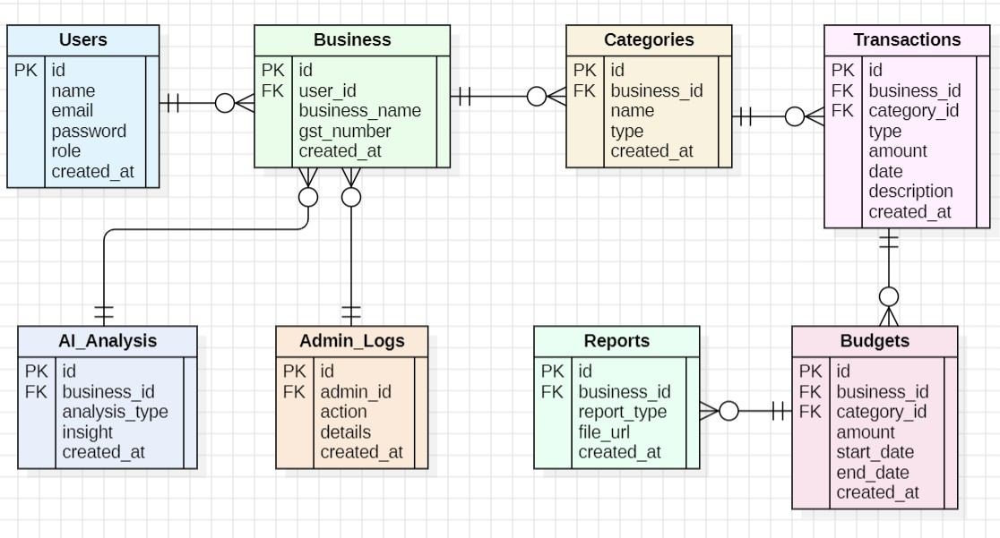 Users
PK id
name
email
password
role
created_at
Business
PK id
FK user_id
business_name
gst_number
created_at
Categories
PK id
FK business_id
name
type
created_at
Transactions
PK id
FK business_id
FK category_id
type
amount
date
description
created_at
AI_Analysis
PK id
FK business_id
analysis_type
insight
created_at
Admin_Logs
PK id
FK admin_id
action
details
created_at
Reports
PK id
FK business_id
report_type
file_url
created_at
Budgets
PK id
FK business_id
FK category_id
amount
start_date
end_date
created_at